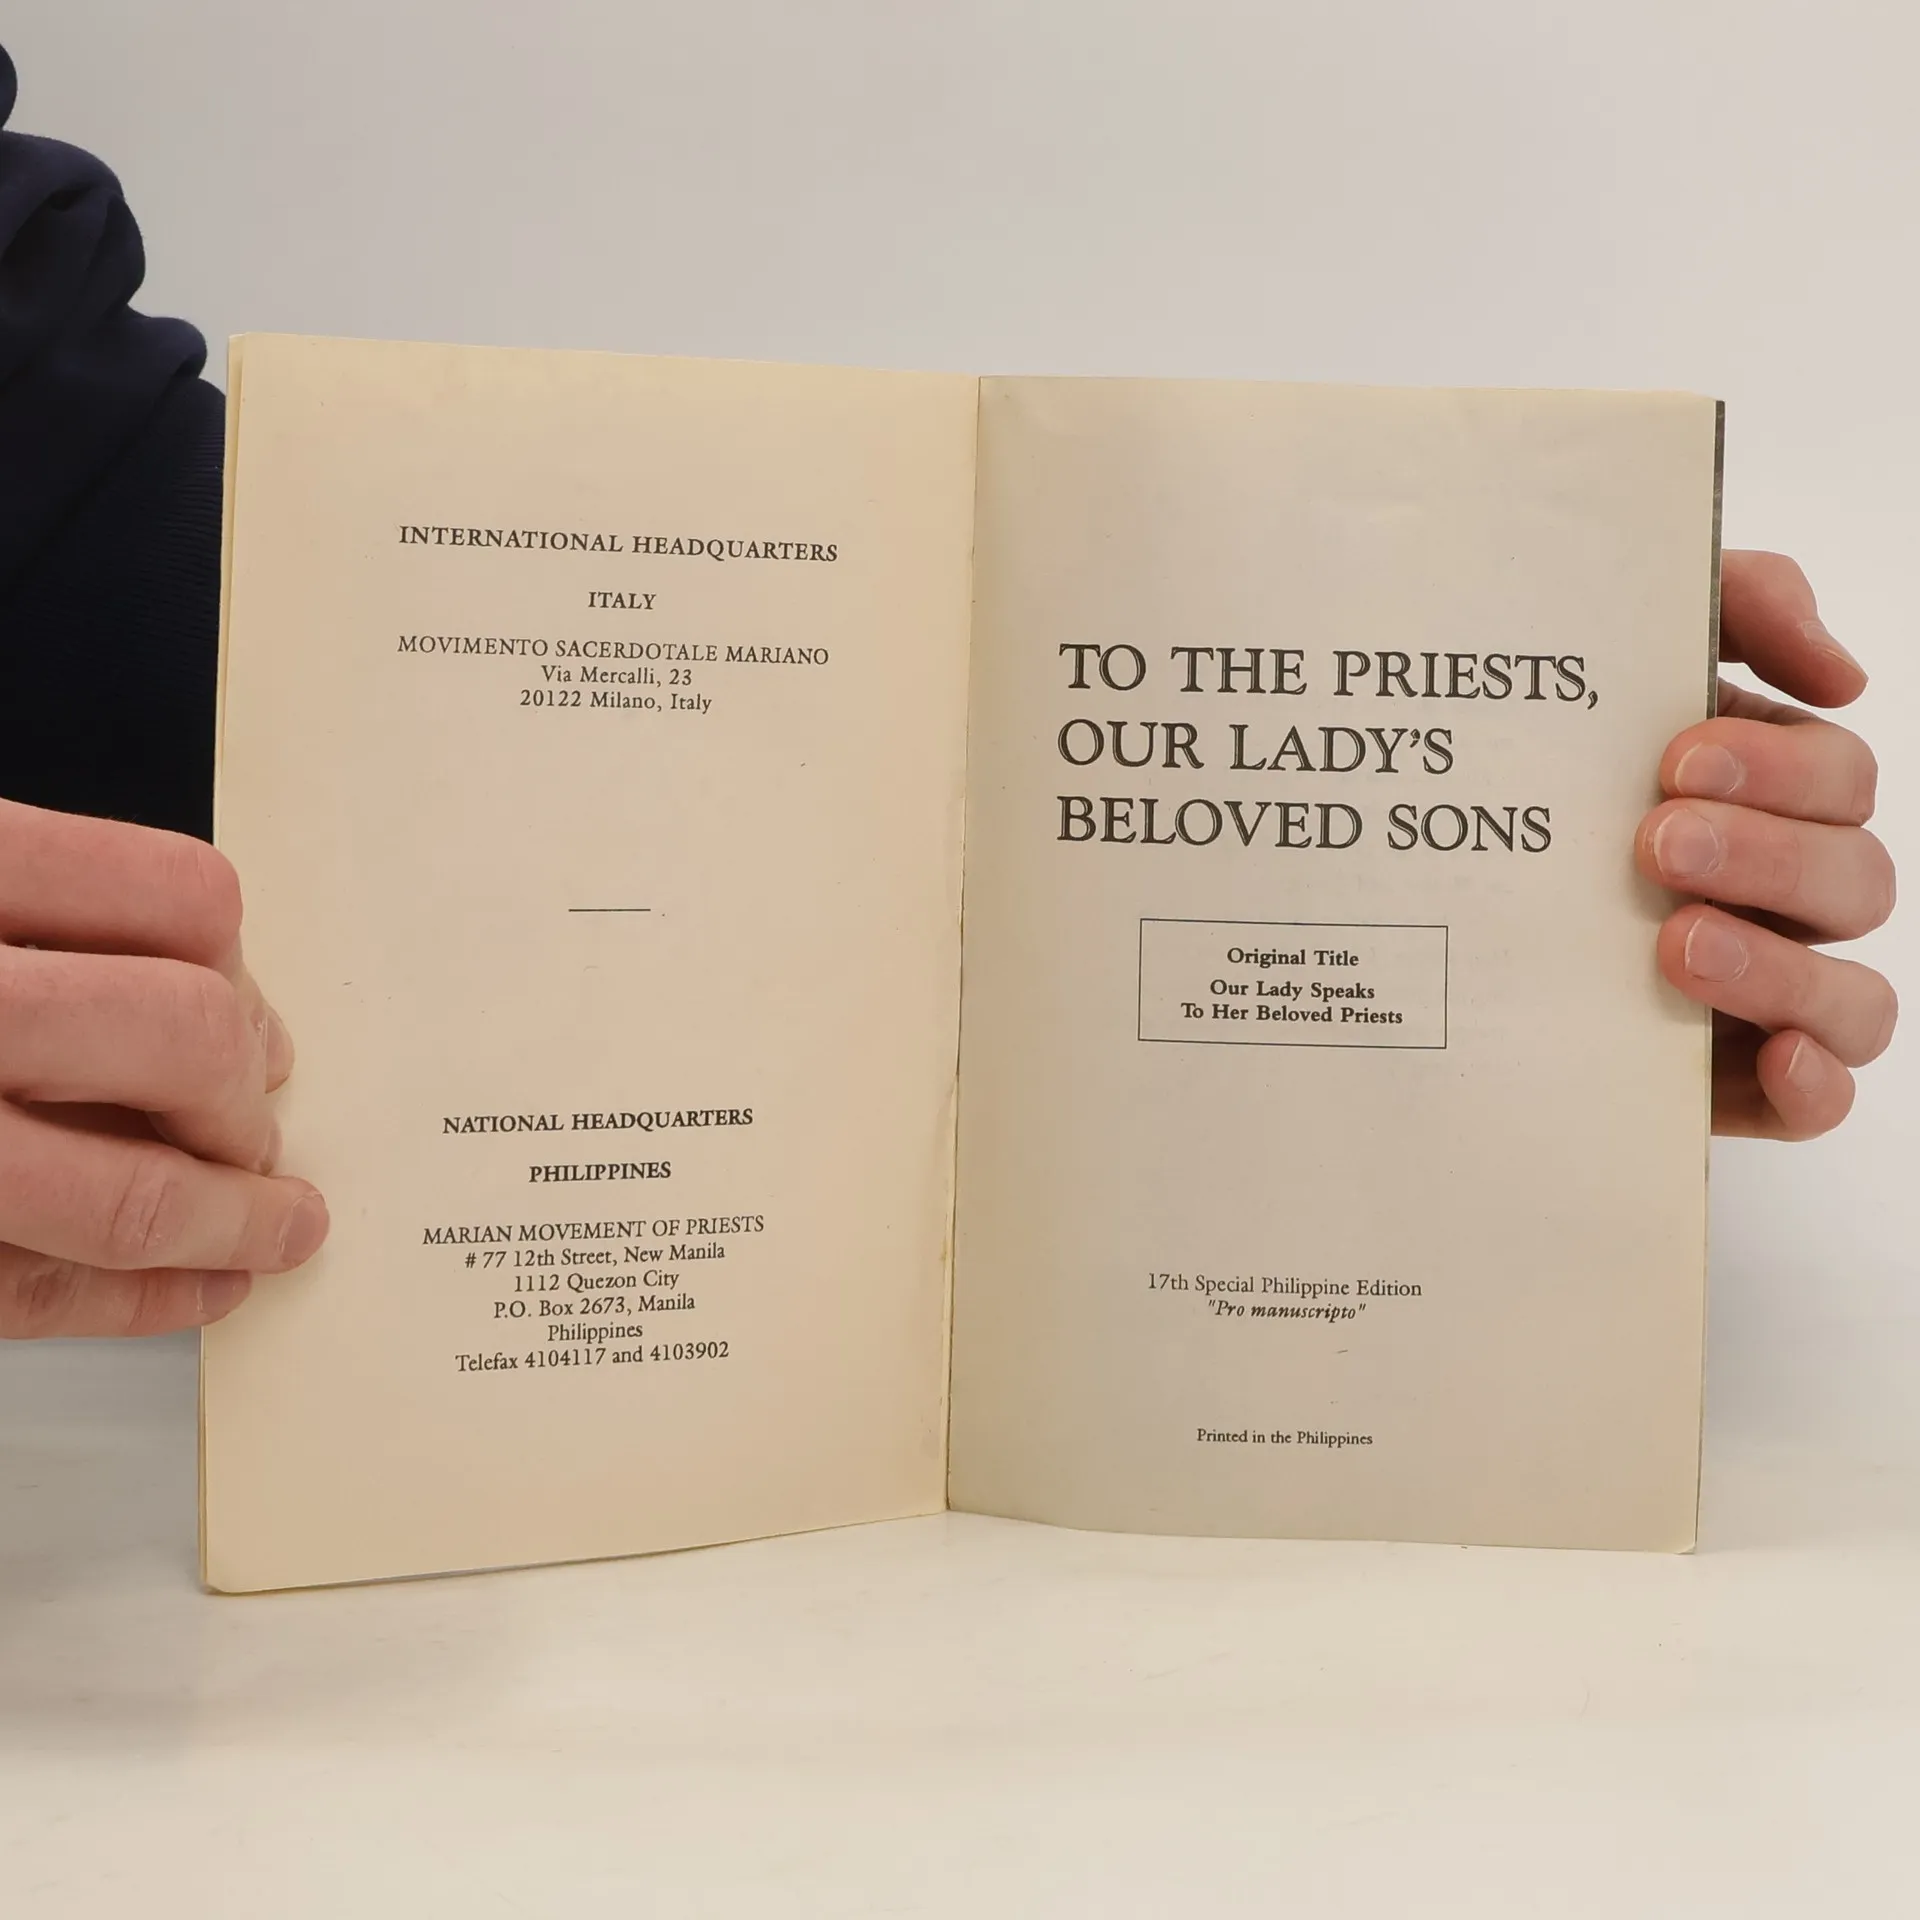 INTERNATIONAL HEADQUARTERS
ITALY
MOVIMENTO SACERDOTALE MARIANO
Via Mercalli, 23
20122 Milano, Italy
NATIONAL HEADQUARTERS
PHILIPPINES
MARIAN MOVEMENT OF PRIESTS
# 77 12th Street, New Manila
1112 Quezon City
P.O. Box 2673, Manila
Philippines
Telefax 4104117 and 4103902
TO THE PRIESTS,
OUR LADY'S
BELOVED SONS
Original Title
Our Lady Speaks
To Her Beloved Priests
17th Special Philippine Edition
"Pro manuscripto"
Printed in the Philippines